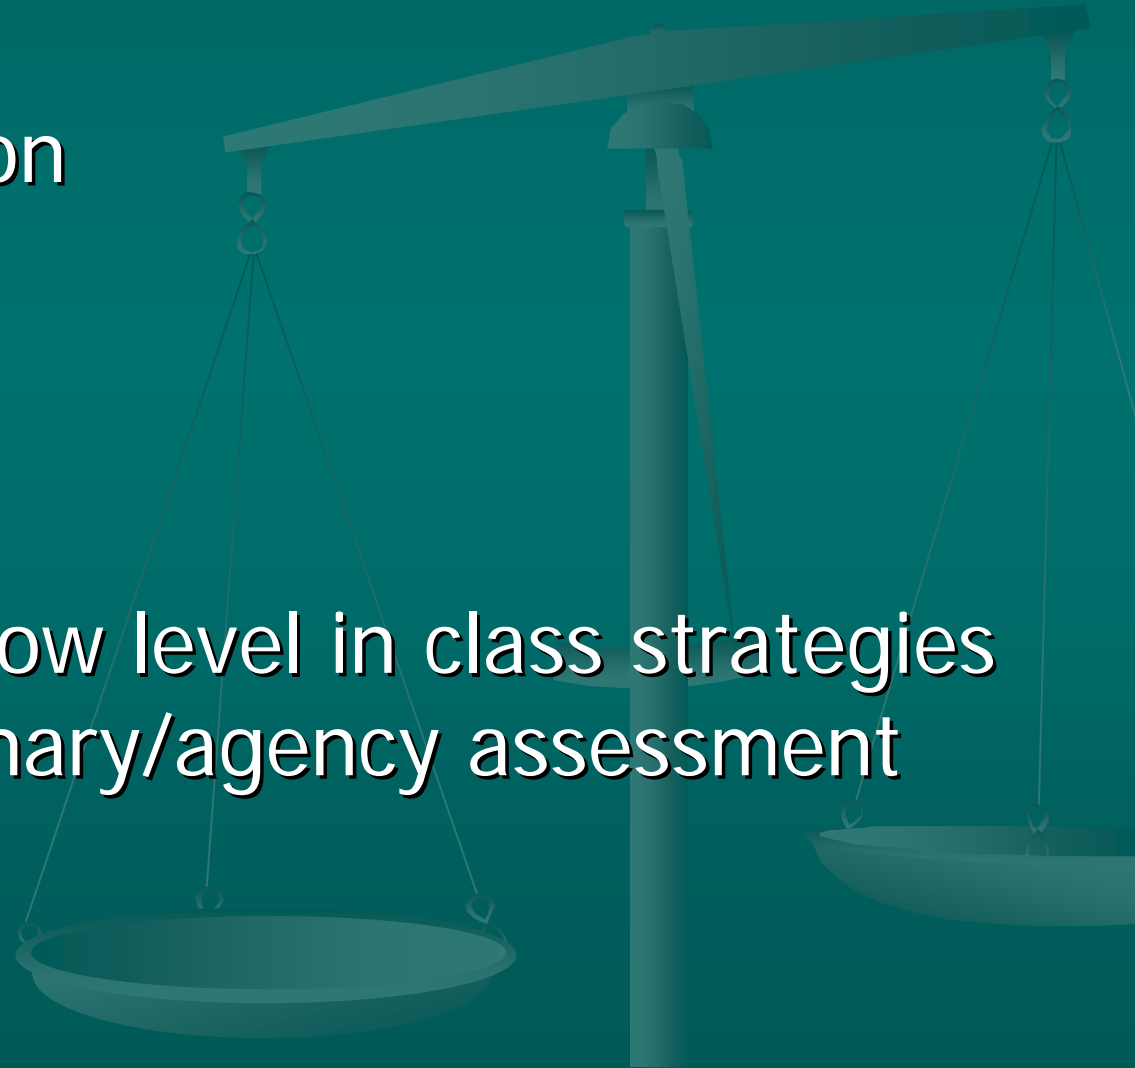 on
ow level in class strategies
nary/agency assessment